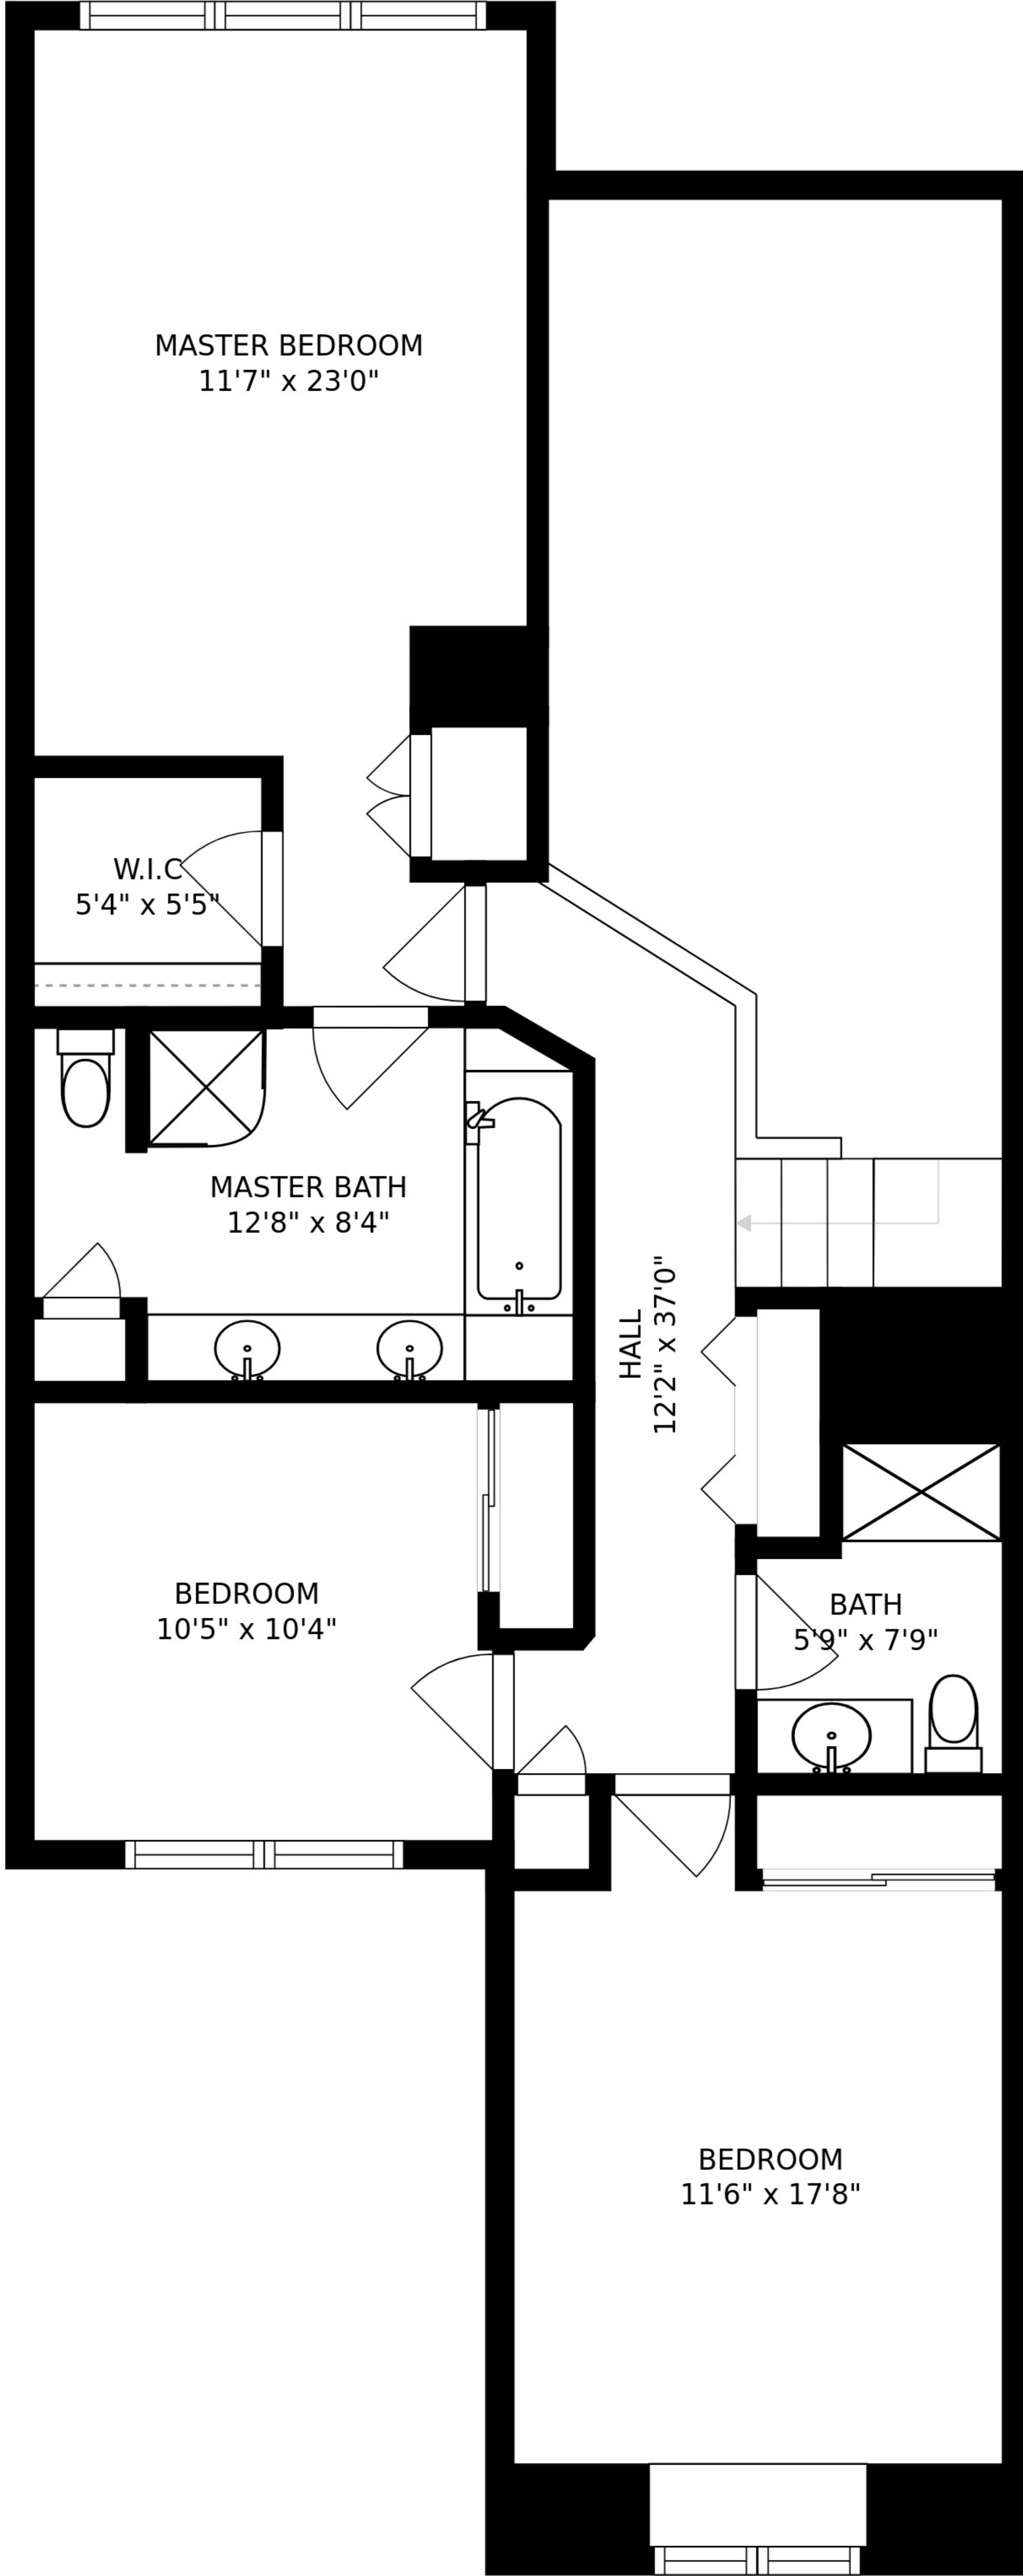 MASTER BEDROOM
11'7" x 23'0"
W.I.C
5'4" x 5'5"
MASTER BATH
12'8" x 8'4"
HALL
12'2" x 37'0"
BEDROOM
10'5" x 10'4"
BATH
5'9" x 7'9"
BEDROOM
11'6" x 17'8"